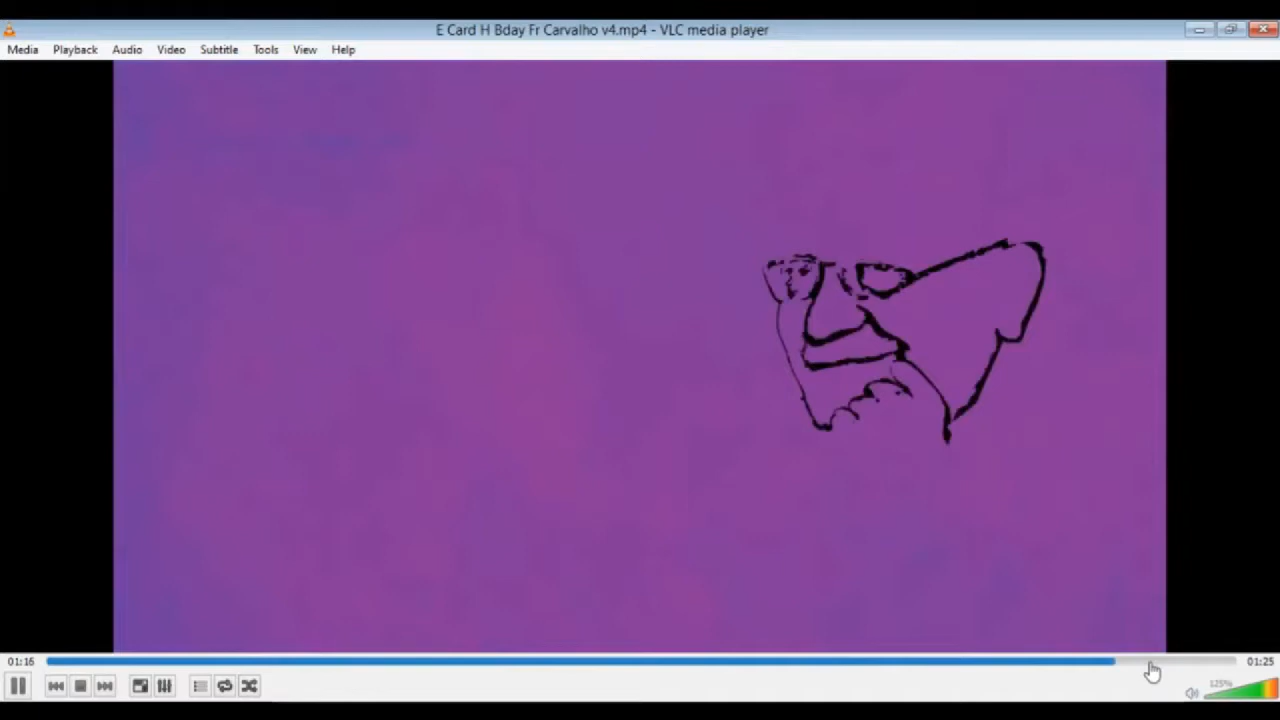 E Card H Bday Fr Carvalho v4.mp4 - VLC media player
Media Playback Audio Video Subtitle Tools View Help
01:16 01:25
125%